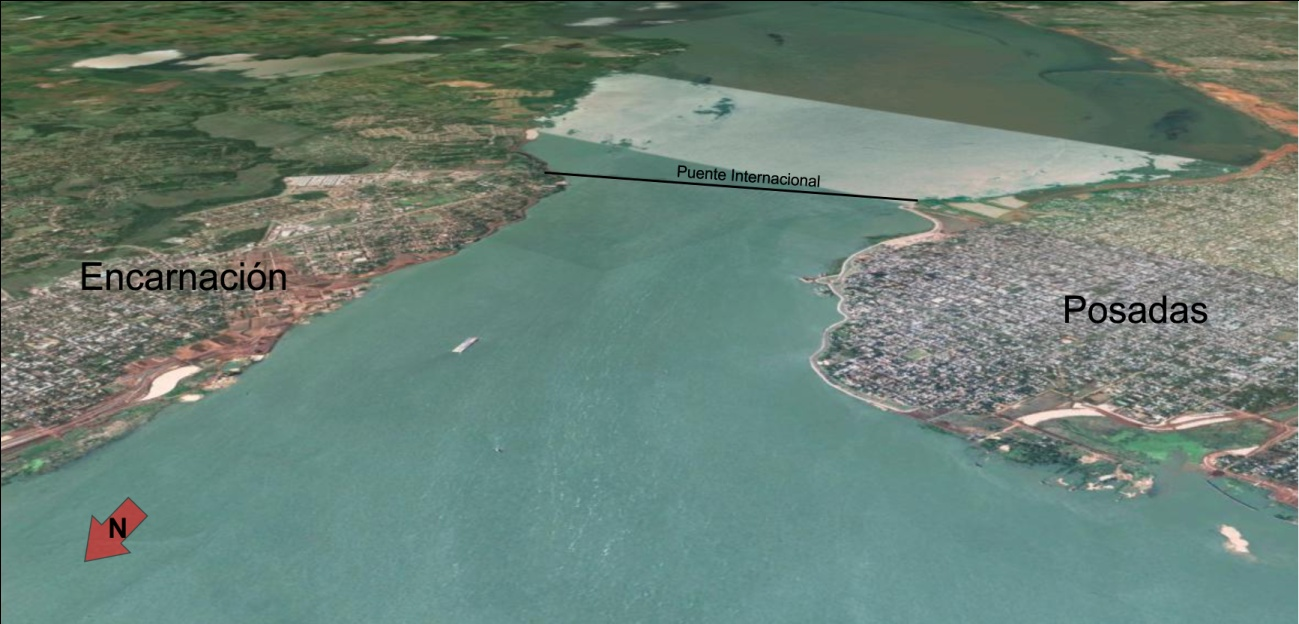 Puente Internacional
Encarnación
Posadas
N